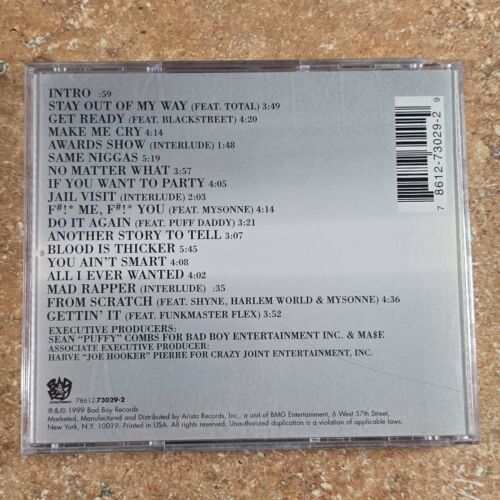 INTRO :59
STAY OUT OF MY WAY (FEAT. TOTAL) 3:49
GET READY (FEAT. BLACKSTREET) 4:20
MAKE ME CRY 4:14
AWARDS SHOW (INTERLUDE) 1:48
SAME NIGGAS 5:19
NO MATTER WHAT 3:57
IF YOU WANT TO PARTY 4:05
JAIL VISIT (INTERLUDE) 2:03
F#!* ME, F#!* YOU (FEAT. MYSONNE) 4:14
DO IT AGAIN (FEAT. PUFF DADDY) 3:21
ANOTHER STORY TO TELL 3:07
BLOOD IS THICKER 5:45
YOU AIN'T SMART 4:08
ALL I EVER WANTED 4:02
MAD RAPPER (INTERLUDE) :35
FROM SCRATCH (FEAT. SHYNE, HARLEM WORLD & MYSONNE) 4:36
GETTIN' IT (FEAT. FUNKMASTER FLEX) 3:52
EXECUTIVE PRODUCERS:
SEAN "PUFFY" COMBS FOR BAD BOY ENTERTAINMENT INC. & MA$E
ASSOCIATE EXECUTIVE PRODUCER:
HARVE "JOE HOOKER" PIERRE FOR CRAZY JOINT ENTERTAINMENT, INC.
7 8612-73029-2 9
BAD BOY
78612-73029-2
℗&© 1999 Bad Boy Records
Marketed, Manufactured and Distributed by Arista Records, Inc., a unit of BMG Entertainment, 6 West 57th Street,
New York, N.Y. 10019. Printed in USA. All rights reserved. Unauthorized duplication is a violation of applicable laws.